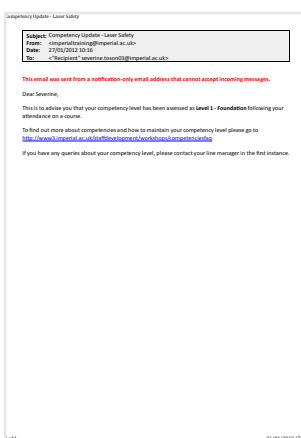 Competency Update - Laser Safety
Subject: Competency Update - Laser Safety
From: <imperialtraining@imperial.ac.uk>
Date: 27/01/2012 10:16
To: <"Recipient" severine.toson03@imperial.ac.uk>
This email was sent from a notification-only email address that cannot accept incoming messages.
Dear Severine,
This is to advise you that your competency level has been assessed as Level 1 - Foundation following your
attendance on a course.
To find out more about competencies and how to maintain your competency level please go to
http://www3.imperial.ac.uk/staffdevelopment/workshops/competenciesfaq
If you have any queries about your competency level, please contact your line manager in the first instance.